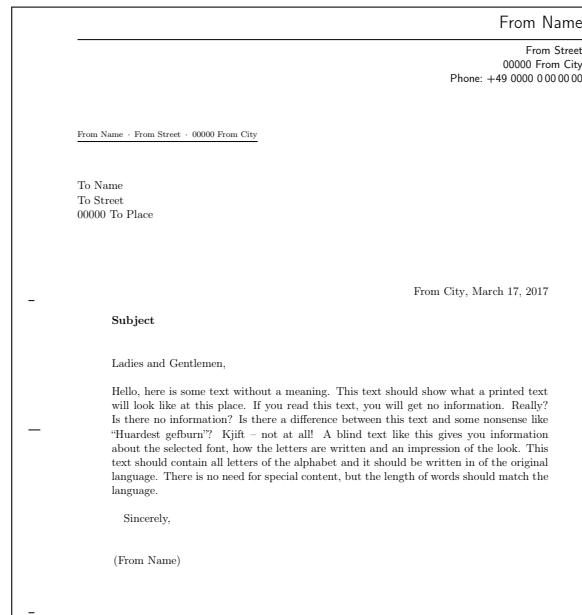 From Name
From Street
00000 From City
Phone: +49 0000 0 00 00 00
From Name · From Street · 00000 From City
To Name
To Street
00000 To Place
From City, March 17, 2017
Subject
Ladies and Gentlemen,
Hello, here is some text without a meaning. This text should show what a printed text
will look like at this place. If you read this text, you will get no information. Really?
Is there no information? Is there a difference between this text and some nonsense like
“Huardest gefburn”? Kjift – not at all! A blind text like this gives you information
about the selected font, how the letters are written and an impression of the look. This
text should contain all letters of the alphabet and it should be written in of the original
language. There is no need for special content, but the length of words should match the
language.
Sincerely,
(From Name)